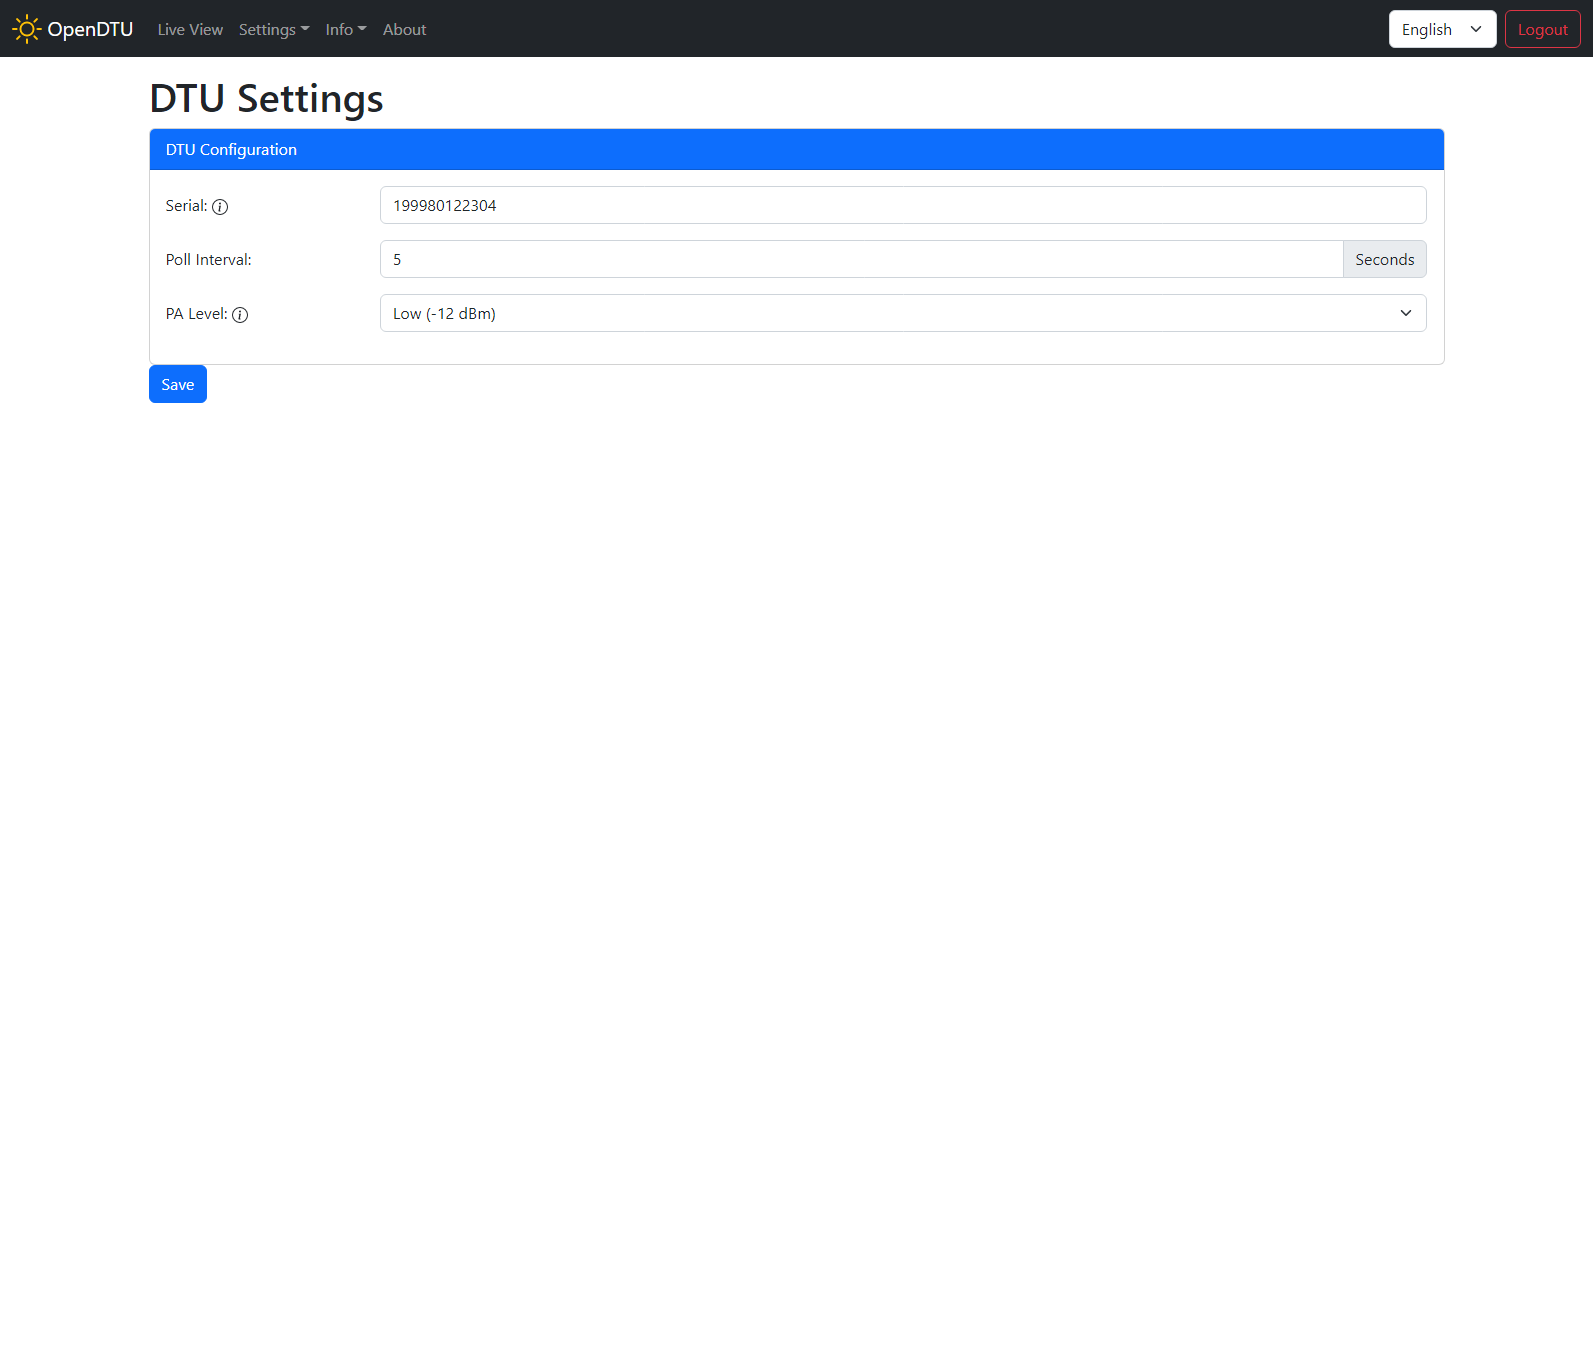 OpenDTU Live View Settings Info About English Logout
DTU Settings
DTU Configuration
Serial: 199980122304
Poll Interval: 5 Seconds
PA Level: Low (-12 dBm)
Save